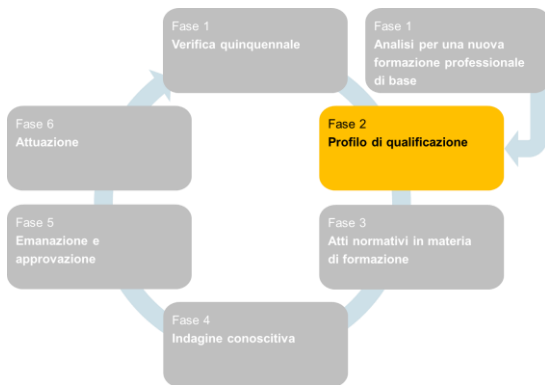 Fase 1
Verifica quinquennale
Fase 1
Analisi per una nuova
formazione professionale
di base
Fase 6
Attuazione
Fase 2
Profilo di qualificazione
Fase 5
Emanazione e
approvazione
Fase 3
Atti normativi in materia
di formazione
Fase 4
Indagine conoscitiva